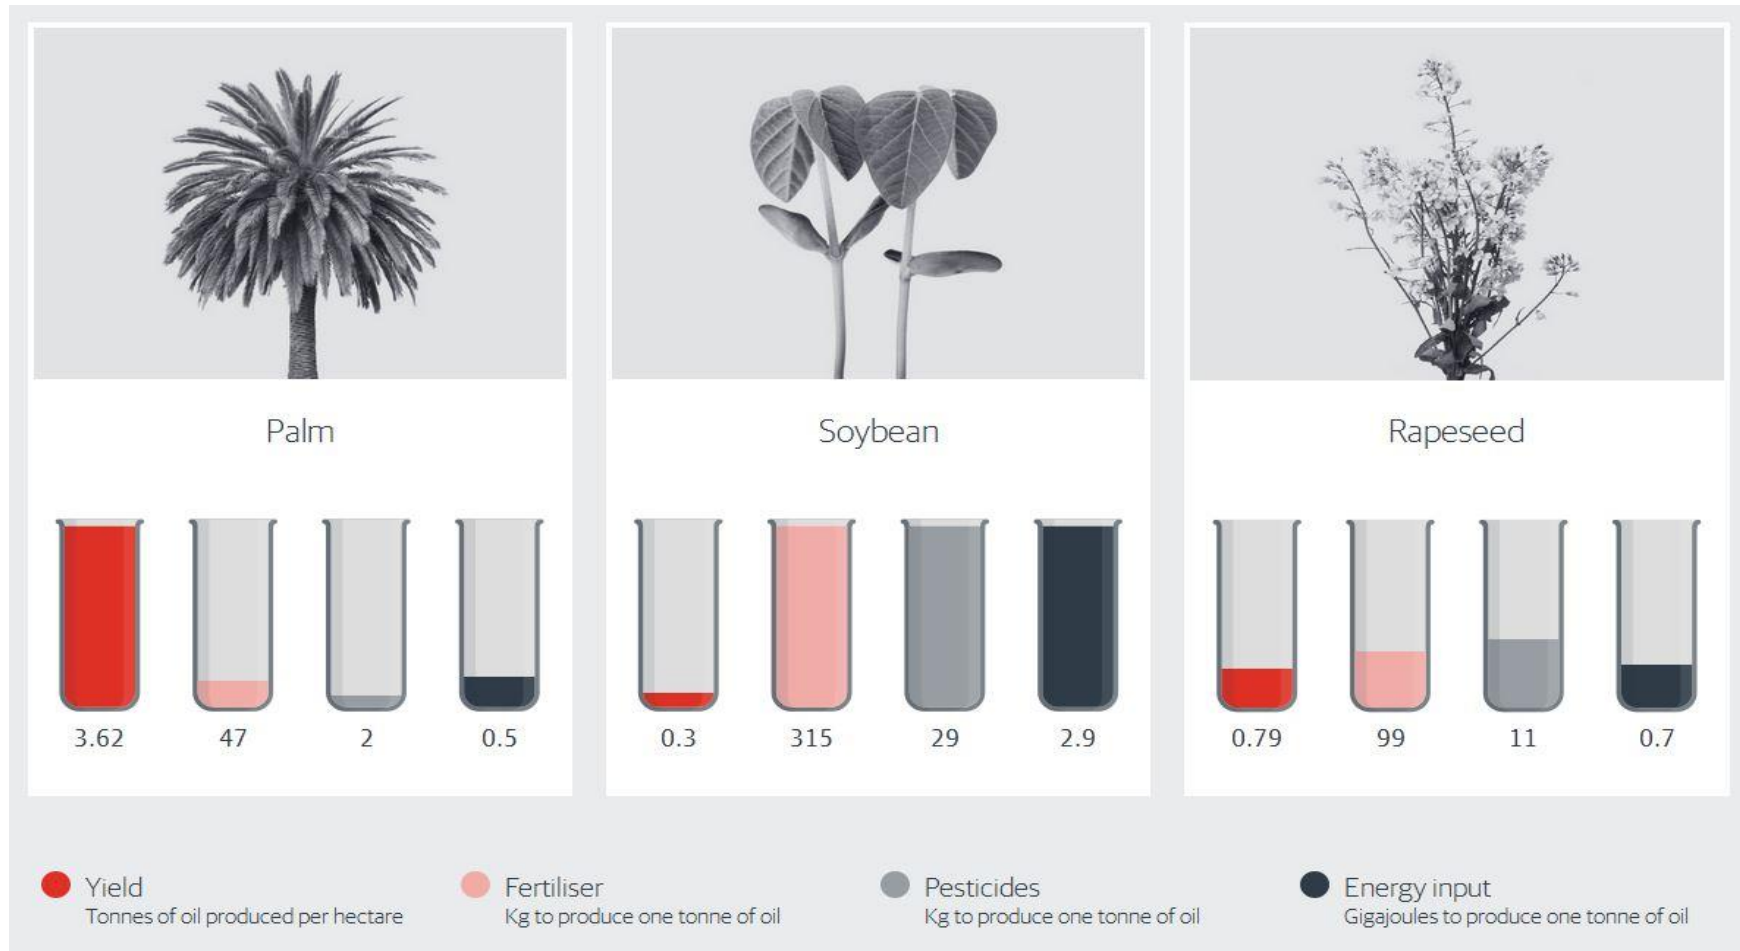 Palm
3.62 47 2 0.5
Soybean
0.3 315 29 2.9
Rapeseed
0.79 99 11 0.7
Yield
Tonnes of oil produced per hectare
Fertiliser
Kg to produce one tonne of oil
Pesticides
Kg to produce one tonne of oil
Energy input
Gigajoules to produce one tonne of oil